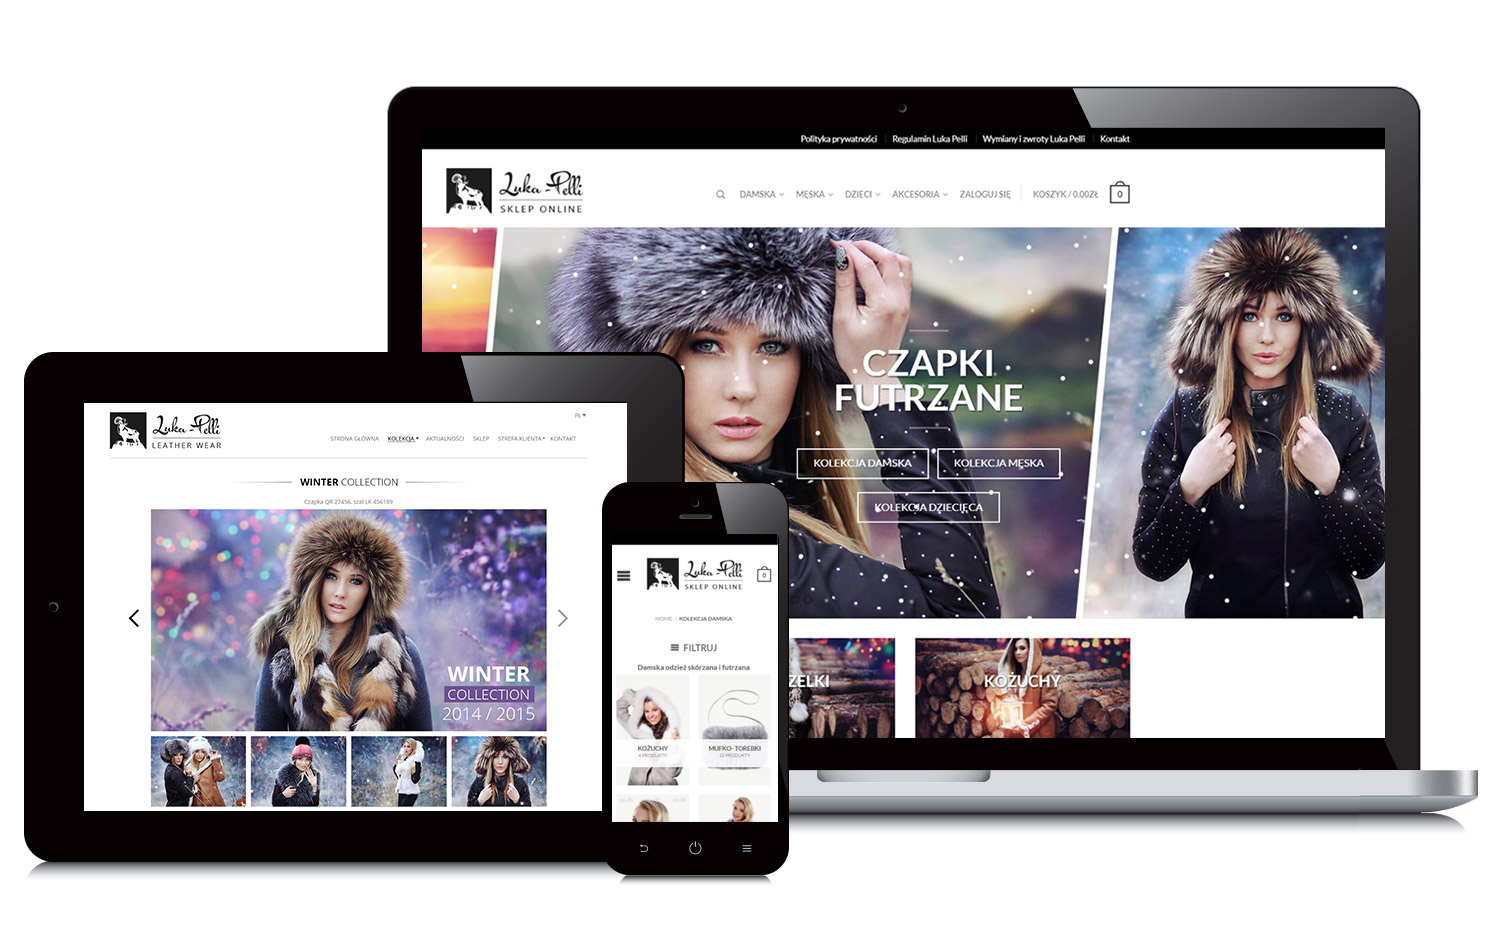 Polityka prywatności
Regulamin Luka Pelli
Wymiany i zwroty Luka Pelli
Kontakt
Luka-Pelli
SKLEP ONLINE
DAMSKA
MĘSKA
DZIECI
AKCESORIA
ZALOGUJ SIĘ
KOSZYK / 0.00ZŁ
0
CZAPKI
FUTRZANE
KOLEKCJA DAMSKA
KOLEKCJA MĘSKA
KOLEKCJA DZIECIĘCA
ZELKI
KOŻUCHY
Luka-Pelli
LEATHER WEAR
PL
STRONA GŁÓWNA
KOLEKCJA
AKTUALNOŚCI
SKLEP
STREFA KLIENTA
KONTAKT
WINTER COLLECTION
Czapka QR 27456, szal LK 456189
WINTER
COLLECTION
2014 / 2015
Luka-Pelli
SKLEP ONLINE
0
HOME / KOLEKCJA DAMSKA
FILTRUJ
Damska odzież skórzana i futrzana
KOŻUCHY
4 PRODUKTY
MUFKO- TOREBKI